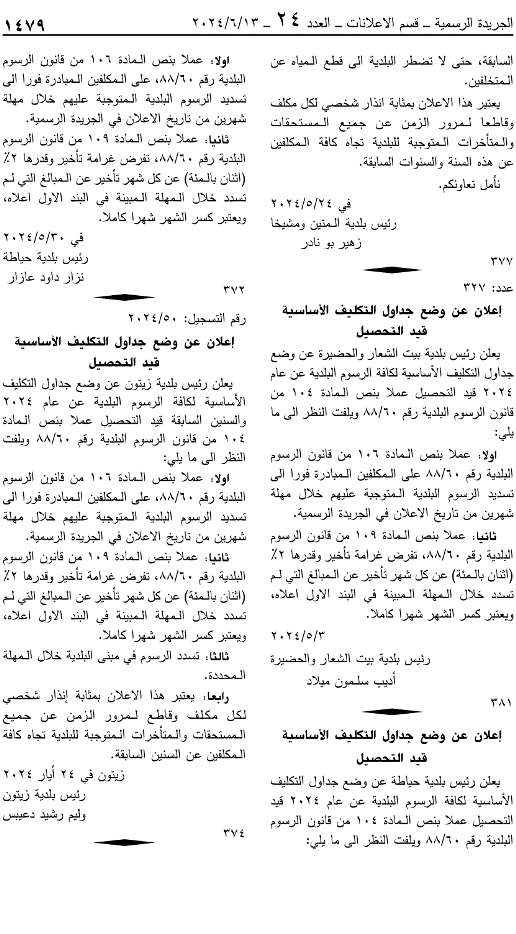 الجريدة الرسمية ــ قسم الاعلانات ــ العدد ٢٤ ــ ٢٠٢٤/٦/١٣
١٤٧٩
السابقة، حتى لا تضطر البلدية الى قطع المياه عن
المتخلفين.
يعتبر هذا الاعلان بمثابة انذار شخصي لكل مكلف
وقاطعا لمرور الزمن عن جميع المستحقات
والمتأخرات المتوجبة للبلدية تجاه كافة المكلفين
عن هذه السنة والسنوات السابقة.
نأمل تعاونكم.
في ٢٠٢٤/٥/٢٤
رئيس بلدية المتين ومشيخا
زهير بو نادر
٣٧٧
عدد: ٣٢٧
إعلان عن وضع جداول التكليف الأساسية
قيد التحصيل
يعلن رئيس بلدية بيت الشعار والحضيرة عن وضع
جداول التكليف الأساسية لكافة الرسوم البلدية عن عام
٢٠٢٤ قيد التحصيل عملا بنص المادة ١٠٤ من
قانون الرسوم البلدية رقم ٨٨/٦٠ ويلفت النظر الى ما
يلي:
اولا: عملا بنص المادة ١٠٦ من قانون الرسوم
البلدية رقم ٨٨/٦٠، على المكلفين المبادرة فورا الى
تسديد الرسوم البلدية المتوجبة عليهم خلال مهلة
شهرين من تاريخ الاعلان في الجريدة الرسمية.
ثانيا: عملا بنص المادة ١٠٩ من قانون الرسوم
البلدية رقم ٨٨/٦٠، تفرض غرامة تأخير وقدرها ٢٪
(اثنان بالمئة) عن كل شهر تأخير عن المبالغ التي لم
تسدد خلال المهلة المبينة في البند الاول اعلاه،
ويعتبر كسر الشهر شهرا كاملا.
٢٠٢٤/٥/٣
رئيس بلدية بيت الشعار والحضيرة
أديب سلمون ميلاد
٣٨١
إعلان عن وضع جداول التكليف الأساسية
قيد التحصيل
يعلن رئيس بلدية حياطة عن وضع جداول التكليف
الأساسية لكافة الرسوم البلدية عن عام ٢٠٢٤ قيد
التحصيل عملا بنص المادة ١٠٤ من قانون الرسوم
البلدية رقم ٨٨/٦٠ ويلفت النظر الى ما يلي:
اولا: عملا بنص المادة ١٠٦ من قانون الرسوم
البلدية رقم ٨٨/٦٠، على المكلفين المبادرة فورا الى
تسديد الرسوم البلدية المتوجبة عليهم خلال مهلة
شهرين من تاريخ الاعلان في الجريدة الرسمية.
ثانيا: عملا بنص المادة ١٠٩ من قانون الرسوم
البلدية رقم ٨٨/٦٠، تفرض غرامة تأخير وقدرها ٢٪
(اثنان بالمئة) عن كل شهر تأخير عن المبالغ التي لم
تسدد خلال المهلة المبينة في البند الاول اعلاه،
ويعتبر كسر الشهر شهرا كاملا.
في ٢٠٢٤/٥/٣٠
رئيس بلدية حياطة
نزار داود عازار
٣٧٢
رقم التسجيل: ٢٠٢٤/٥٠
إعلان عن وضع جداول التكليف الأساسية
قيد التحصيل
يعلن رئيس بلدية زيتون عن وضع جداول التكليف
الأساسية لكافة الرسوم البلدية عن عام ٢٠٢٤
والسنين السابقة قيد التحصيل عملا بنص المادة
١٠٤ من قانون الرسوم البلدية رقم ٨٨/٦٠ ويلفت
النظر الى ما يلي:
اولا: عملا بنص المادة ١٠٦ من قانون الرسوم
البلدية رقم ٨٨/٦٠، على المكلفين المبادرة فورا الى
تسديد الرسوم البلدية المتوجبة عليهم خلال مهلة
شهرين من تاريخ الاعلان في الجريدة الرسمية.
ثانيا: عملا بنص المادة ١٠٩ من قانون الرسوم
البلدية رقم ٨٨/٦٠، تفرض غرامة تأخير وقدرها ٢٪
(اثنان بالمئة) عن كل شهر تأخير عن المبالغ التي لم
تسدد خلال المهلة المبينة في البند الاول اعلاه،
ويعتبر كسر الشهر شهرا كاملا.
ثالثا: تسدد الرسوم في مبنى البلدية خلال المهلة
المحددة.
رابعا: يعتبر هذا الاعلان بمثابة إنذار شخصي
لكل مكلف وقاطع لمرور الزمن عن جميع
المستحقات والمتأخرات المتوجبة للبلدية تجاه كافة
المكلفين عن السنين السابقة.
زيتون في ٢٤ أيار ٢٠٢٤
رئيس بلدية زيتون
وليم رشيد دعيبس
٣٧٤